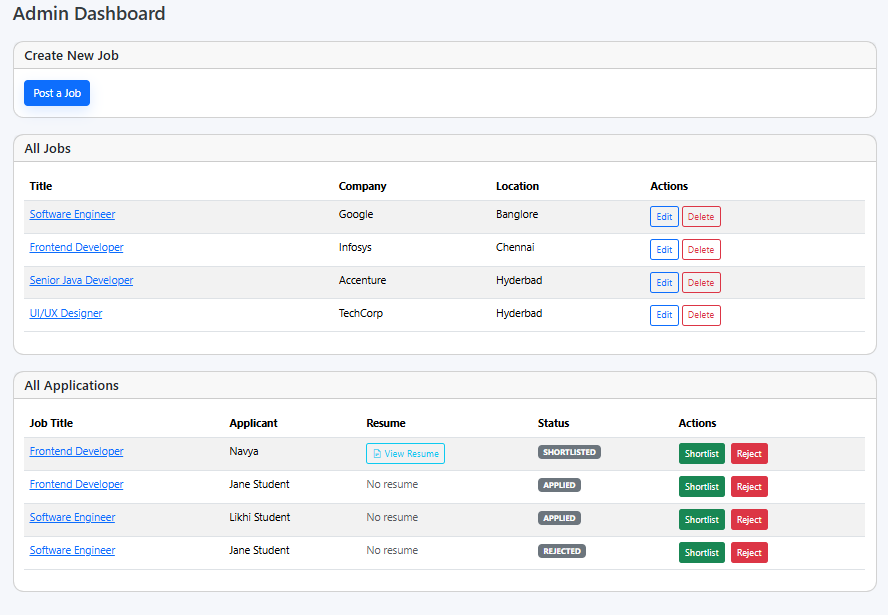 Admin Dashboard
Create New Job
Post a Job
All Jobs
Title Company Location Actions
Software Engineer Google Banglore Edit Delete
Frontend Developer Infosys Chennai Edit Delete
Senior Java Developer Accenture Hyderbad Edit Delete
UI/UX Designer TechCorp Hyderbad Edit Delete
All Applications
Job Title Applicant Resume Status Actions
Frontend Developer Navya View Resume SHORTLISTED Shortlist Reject
Frontend Developer Jane Student No resume APPLIED Shortlist Reject
Software Engineer Likhi Student No resume APPLIED Shortlist Reject
Software Engineer Jane Student No resume REJECTED Shortlist Reject